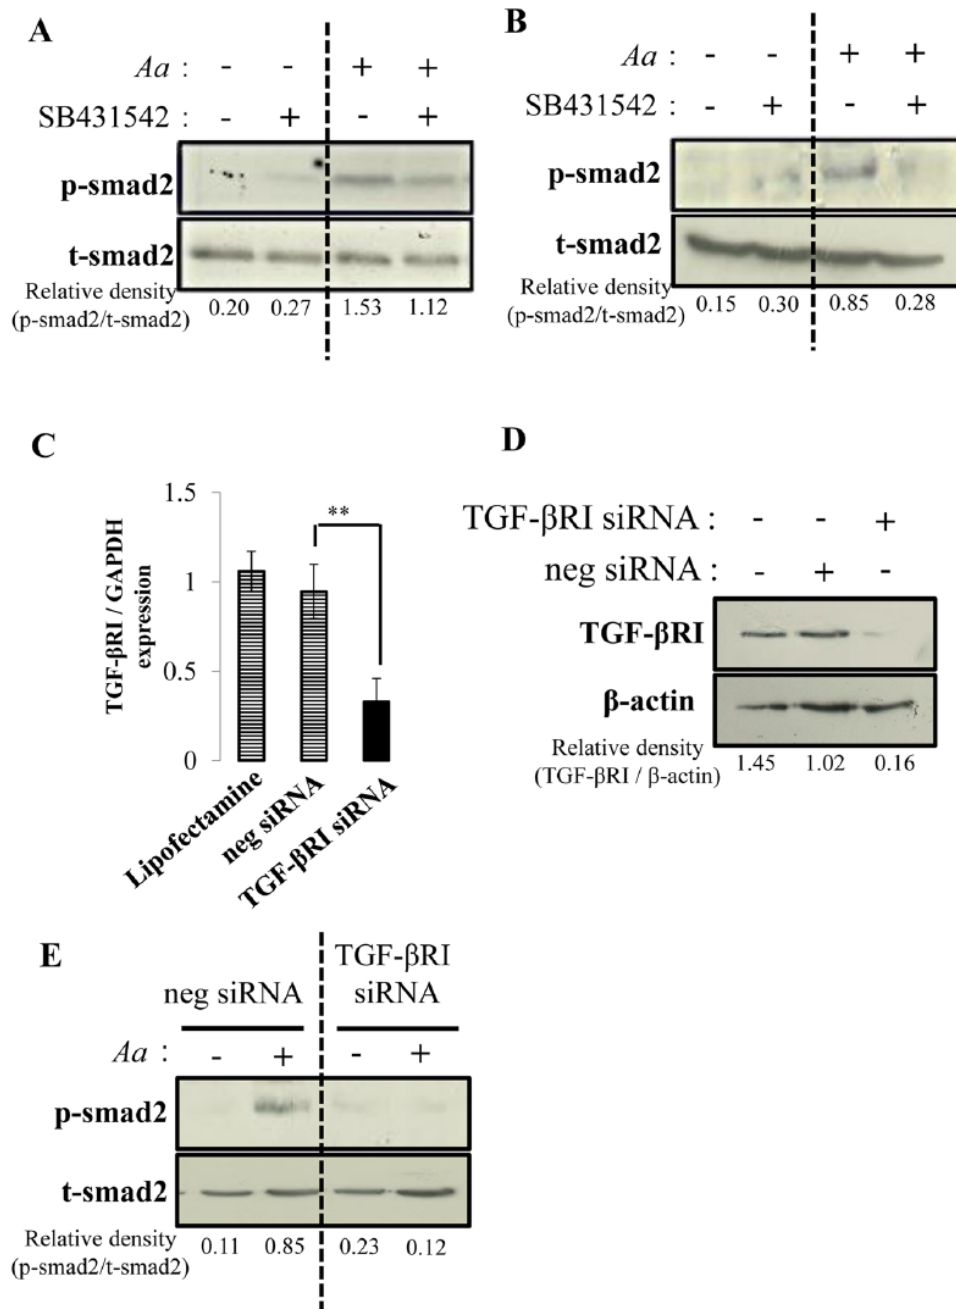 A
Aa : - - + +
SB431542 : - + - +
p-smad2
t-smad2
Relative density
(p-smad2/t-smad2)
0.20 0.27 1.53 1.12
B
Aa : - - + +
SB431542 : - + - +
p-smad2
t-smad2
Relative density
(p-smad2/t-smad2)
0.15 0.30 0.85 0.28
C
TGF-βRI / GAPDH
expression
1.5
1
0.5
0
**
Lipofectamine
neg siRNA
TGF-βRI siRNA
D
TGF-βRI siRNA : - - +
neg siRNA : - + -
TGF-βRI
β-actin
Relative density
(TGF-βRI / β-actin)
1.45 1.02 0.16
E
neg siRNA
TGF-βRI
siRNA
Aa : - + - +
p-smad2
t-smad2
Relative density
(p-smad2/t-smad2)
0.11 0.85 0.23 0.12